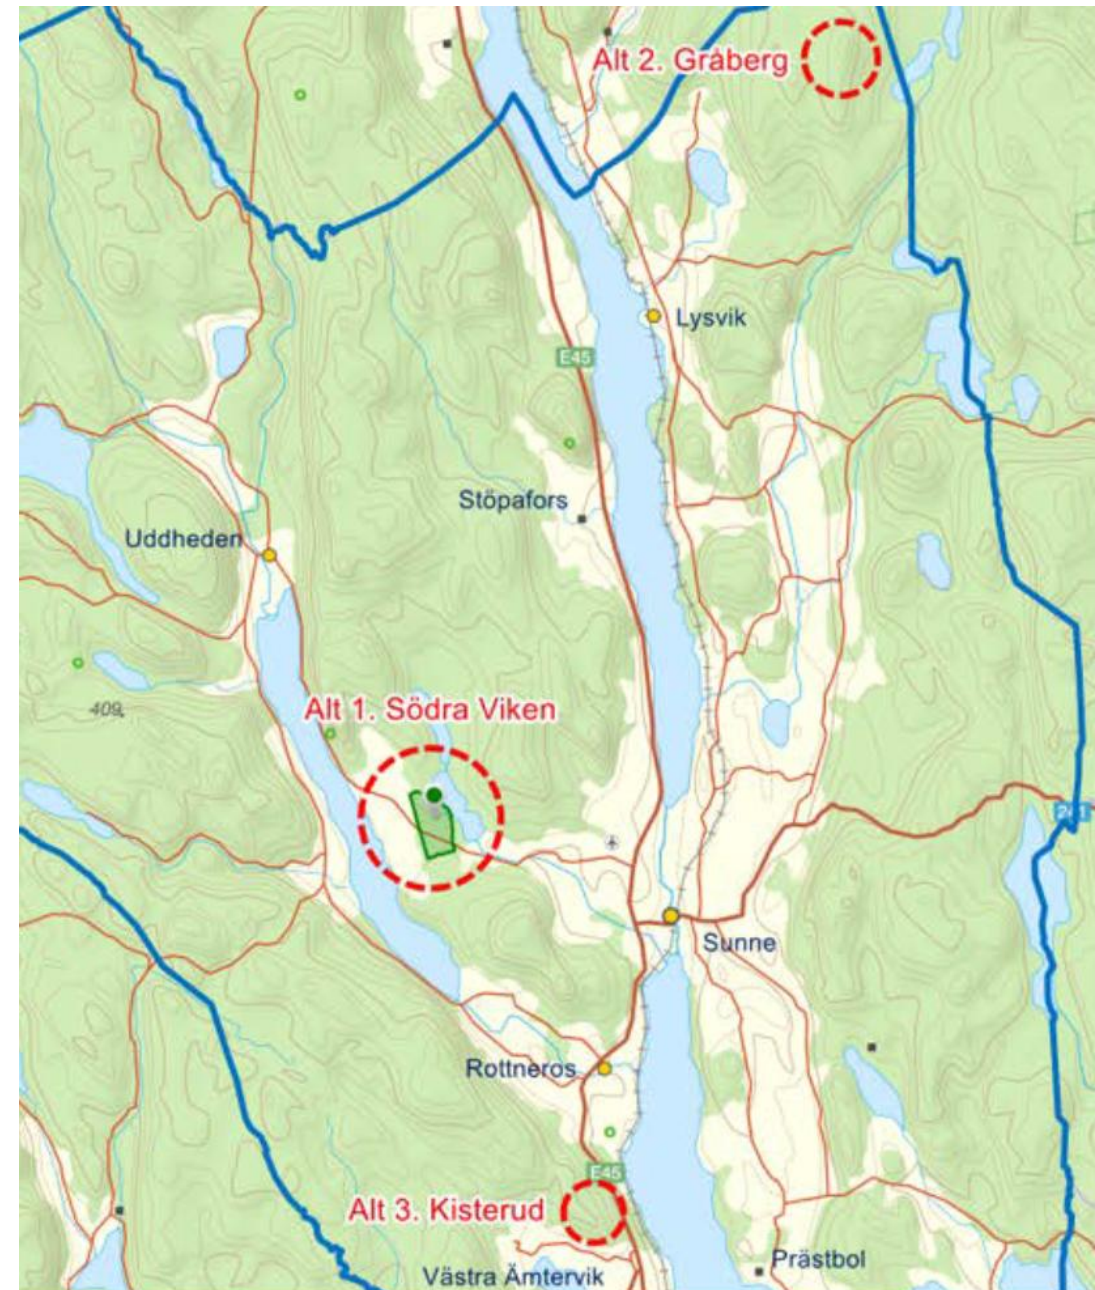 Alt 2. Gråberg
Lysvik
E45
Stöpafors
Uddheden
409
Alt 1. Södra Viken
241
Sunne
Rottneros
E45
Alt 3. Kisterud
Prästbol
Västra Ämtervik